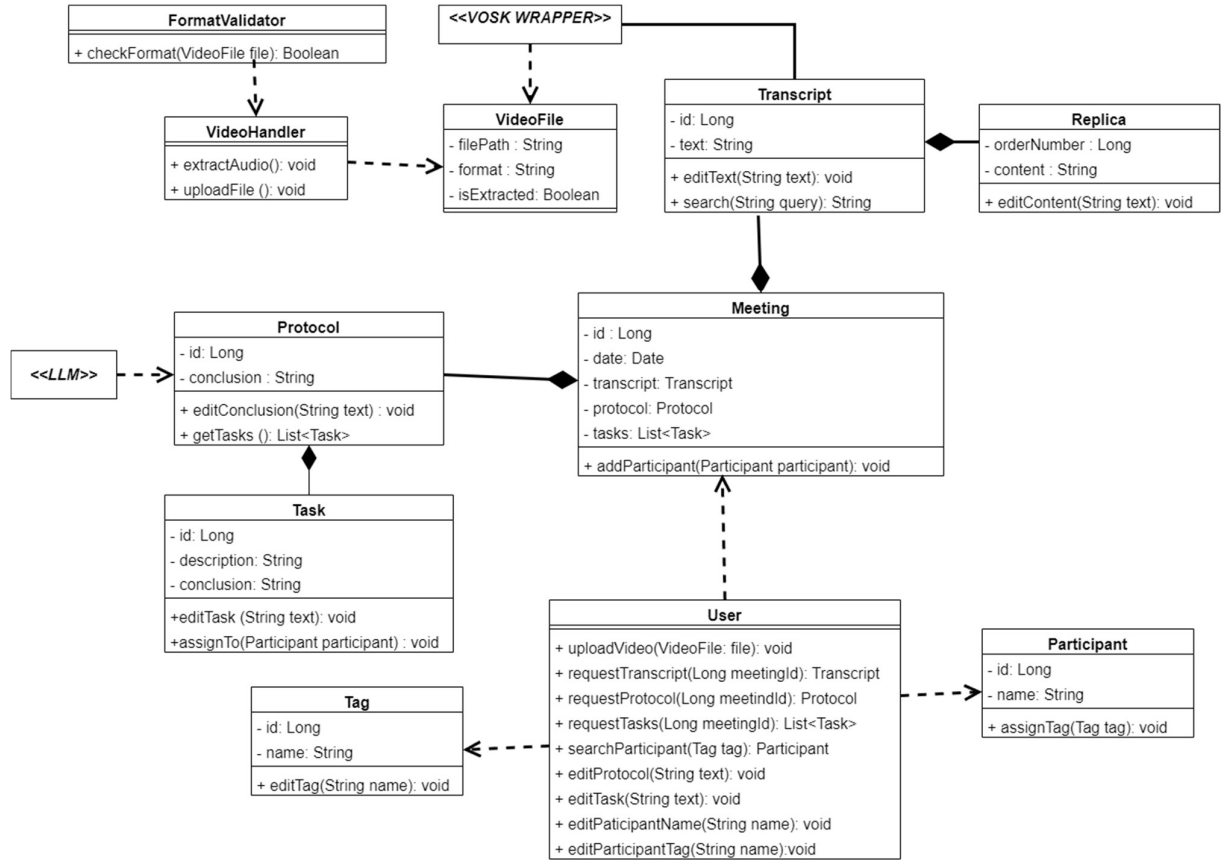 FormatValidator
+ checkFormat(VideoFile file): Boolean
<<VOSK WRAPPER>>
VideoHandler
+ extractAudio(): void
+ uploadFile (): void
VideoFile
- filePath : String
- format : String
- isExtracted: Boolean
Transcript
- id: Long
- text: String
+ editText(String text): void
+ search(String query): String
Replica
- orderNumber : Long
- content : String
+ editContent(String text): void
<<LLM>>
Protocol
- id: Long
- conclusion : String
+ editConclusion(String text) : void
+ getTasks (): List<Task>
Meeting
- id : Long
- date: Date
- transcript: Transcript
- protocol: Protocol
- tasks: List<Task>
+ addParticipant(Participant participant): void
Task
- id: Long
- description: String
- conclusion: String
+editTask (String text): void
+assignTo(Participant participant) : void
User
+ uploadVideo(VideoFile: file): void
+ requestTranscript(Long meetingId): Transcript
+ requestProtocol(Long meetindId): Protocol
+ requestTasks(Long meetingId): List<Task>
+ searchParticipant(Tag tag): Participant
+ editProtocol(String text): void
+ editTask(String text): void
+ editPaticipantName(String name): void
+ editParticipantTag(String name):void
Participant
- id: Long
- name: String
+ assignTag(Tag tag): void
Tag
- id: Long
- name: String
+ editTag(String name): void